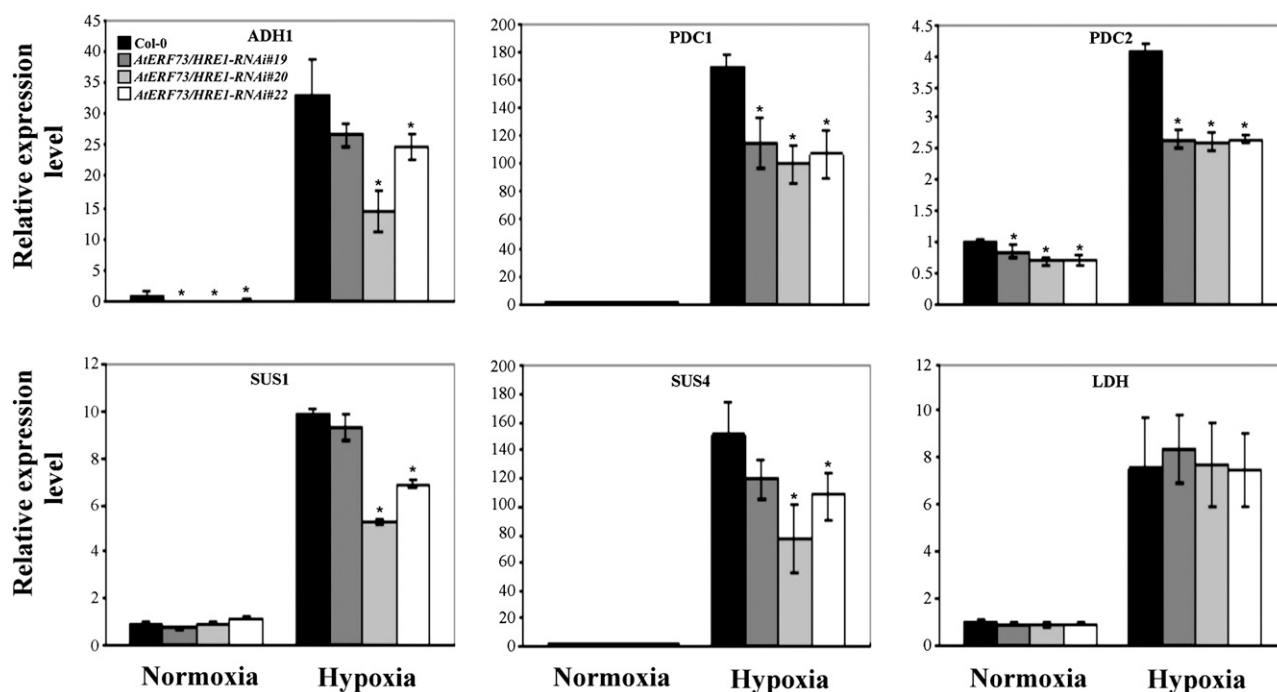 ADH1
45
40
35
30
25
20
15
10
5
0
Col-0
AtERF73/HRE1-RNAi#19
AtERF73/HRE1-RNAi#20
AtERF73/HRE1-RNAi#22
* * *
* *
PDC1
200
180
160
140
120
100
80
60
40
20
0
* * *
PDC2
4.5
4
3
2.5
2
1.5
1
0.5
0
* * *
* * *
Relative expression
level
SUS1
12
10
8
6
4
2
0
* *
SUS4
200
180
160
140
120
100
80
60
40
20
0
* *
LDH
12
10
8
6
4
2
0
Relative expression
level
Normoxia Hypoxia
Normoxia Hypoxia
Normoxia Hypoxia